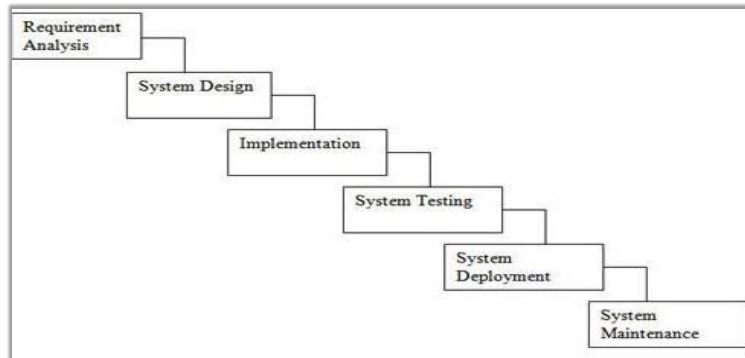 Requirement
Analysis
System Design
Implementation
System Testing
System
Deployment
System
Maintenance